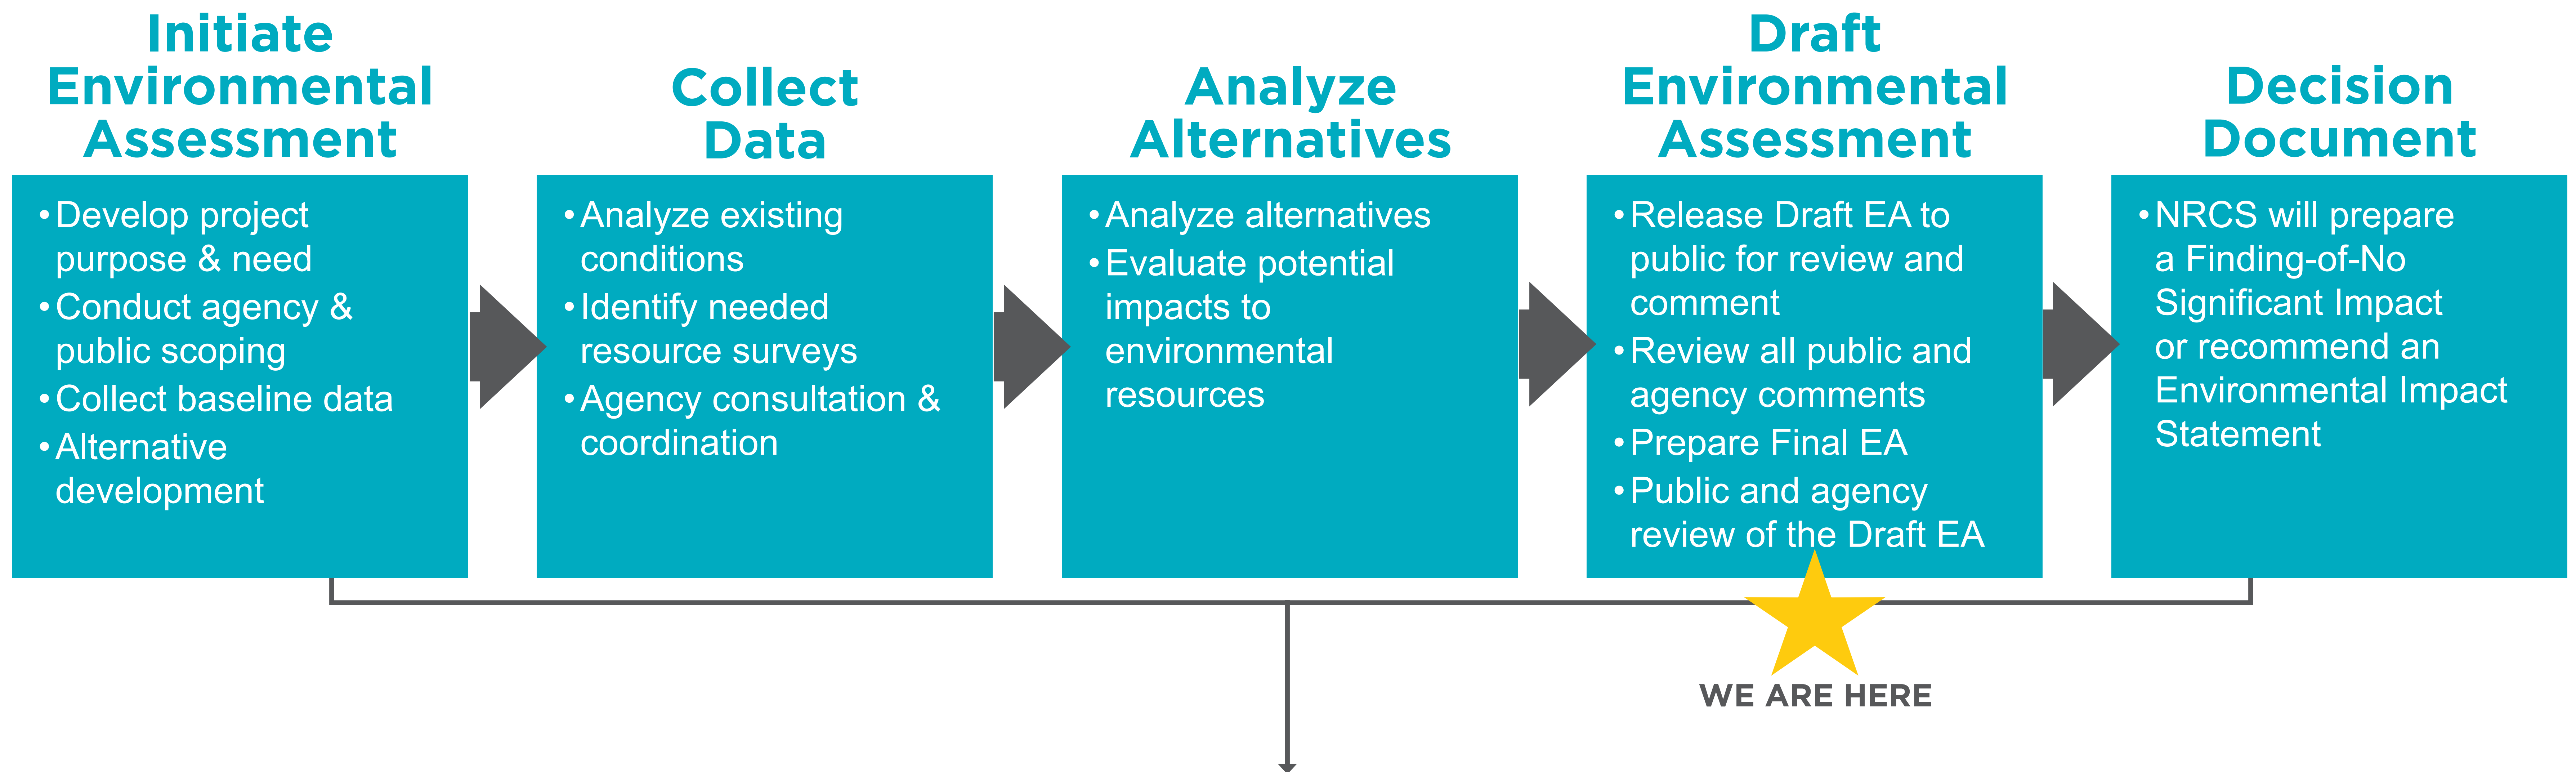 Initiate
Environmental
Assessment
• Develop project
purpose & need
• Conduct agency &
public scoping
• Collect baseline data
• Alternative
development
Collect
Data
• Analyze existing
conditions
• Identify needed
resource surveys
• Agency consultation &
coordination
Analyze
Alternatives
• Analyze alternatives
• Evaluate potential
impacts to
environmental
resources
Draft
Environmental
Assessment
• Release Draft EA to
public for review and
comment
• Review all public and
agency comments
• Prepare Final EA
• Public and agency
review of the Draft EA
Decision
Document
• NRCS will prepare
a Finding-of-No
Significant Impact
or recommend an
Environmental Impact
Statement
WE ARE HERE